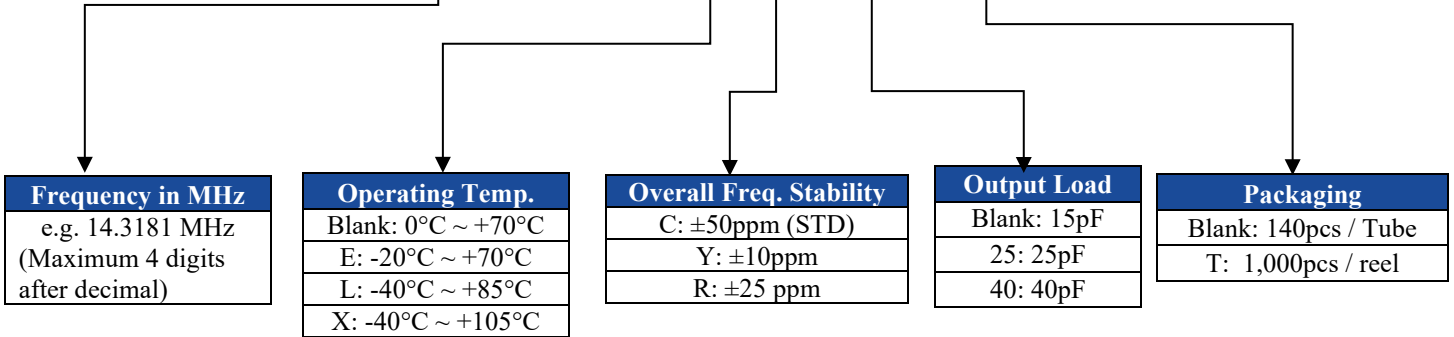 Frequency in MHz
e.g. 14.3181 MHz
(Maximum 4 digits
after decimal)
Operating Temp.
Blank: 0°C ~ +70°C
E: -20°C ~ +70°C
L: -40°C ~ +85°C
X: -40°C ~ +105°C
Overall Freq. Stability
C: ±50ppm (STD)
Y: ±10ppm
R: ±25 ppm
Output Load
Blank: 15pF
25: 25pF
40: 40pF
Packaging
Blank: 140pcs / Tube
T: 1,000pcs / reel